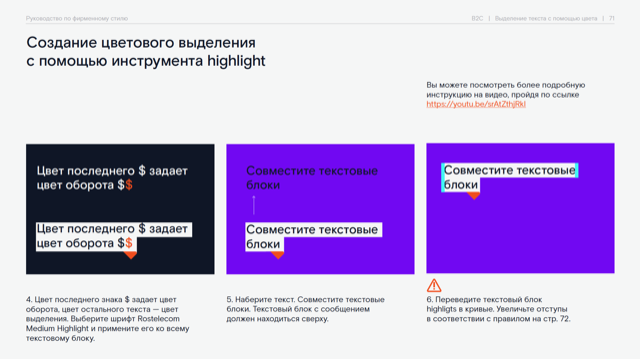 Руководство по фирменному стилю
B2C | Выделение текста с помощью цвета | 71
Создание цветового выделения
с помощью инструмента highlight
Вы можете посмотреть более подробную
инструкцию на видео, пройдя по ссылке
https://youtu.be/srAtZthjRkI
Цвет последнего $ задает
цвет оборота $$
Цвет последнего $ задает
цвет оборота $$
Совместите текстовые
блоки
Совместите текстовые
блоки
Совместите текстовые
блоки
4. Цвет последнего знака $ задает цвет
оборота, цвет остального текста — цвет
выделения. Выберите шрифт Rostelecom
Medium Highlight и примените его ко всему
текстовому блоку.
5. Наберите текст. Совместите текстовые
блоки. Текстовый блок с сообщением
должен находиться сверху.
6. Переведите текстовый блок
highligts в кривые. Увеличьте отступы
в соответствии с правилом на стр. 72.